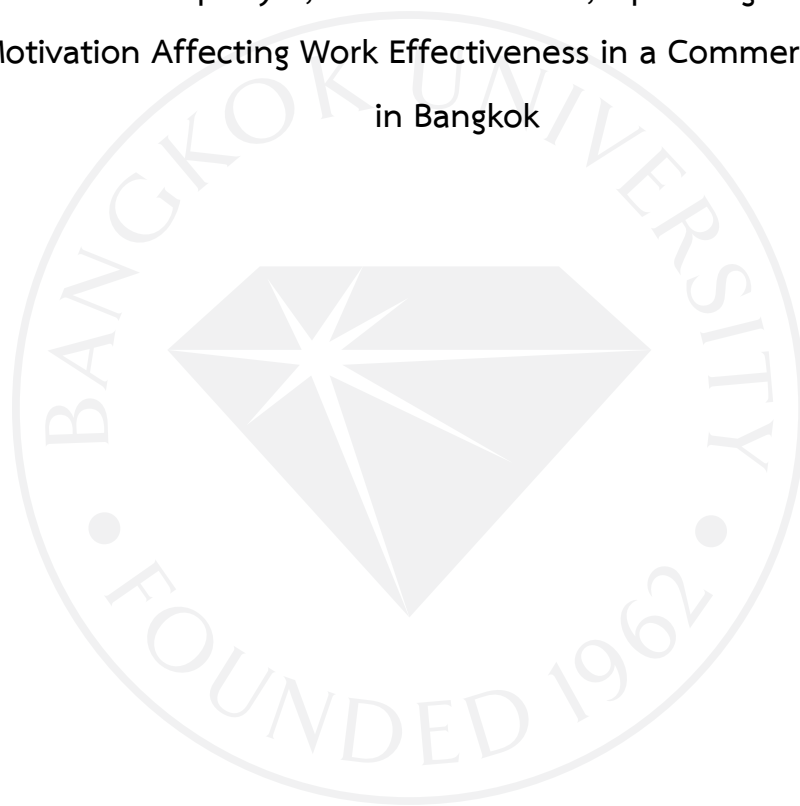 Motivation Affecting Work Effectiveness in a Commer
in Bangkok
BANGKOK UNIVERSITY
• FOUNDED 1962 •